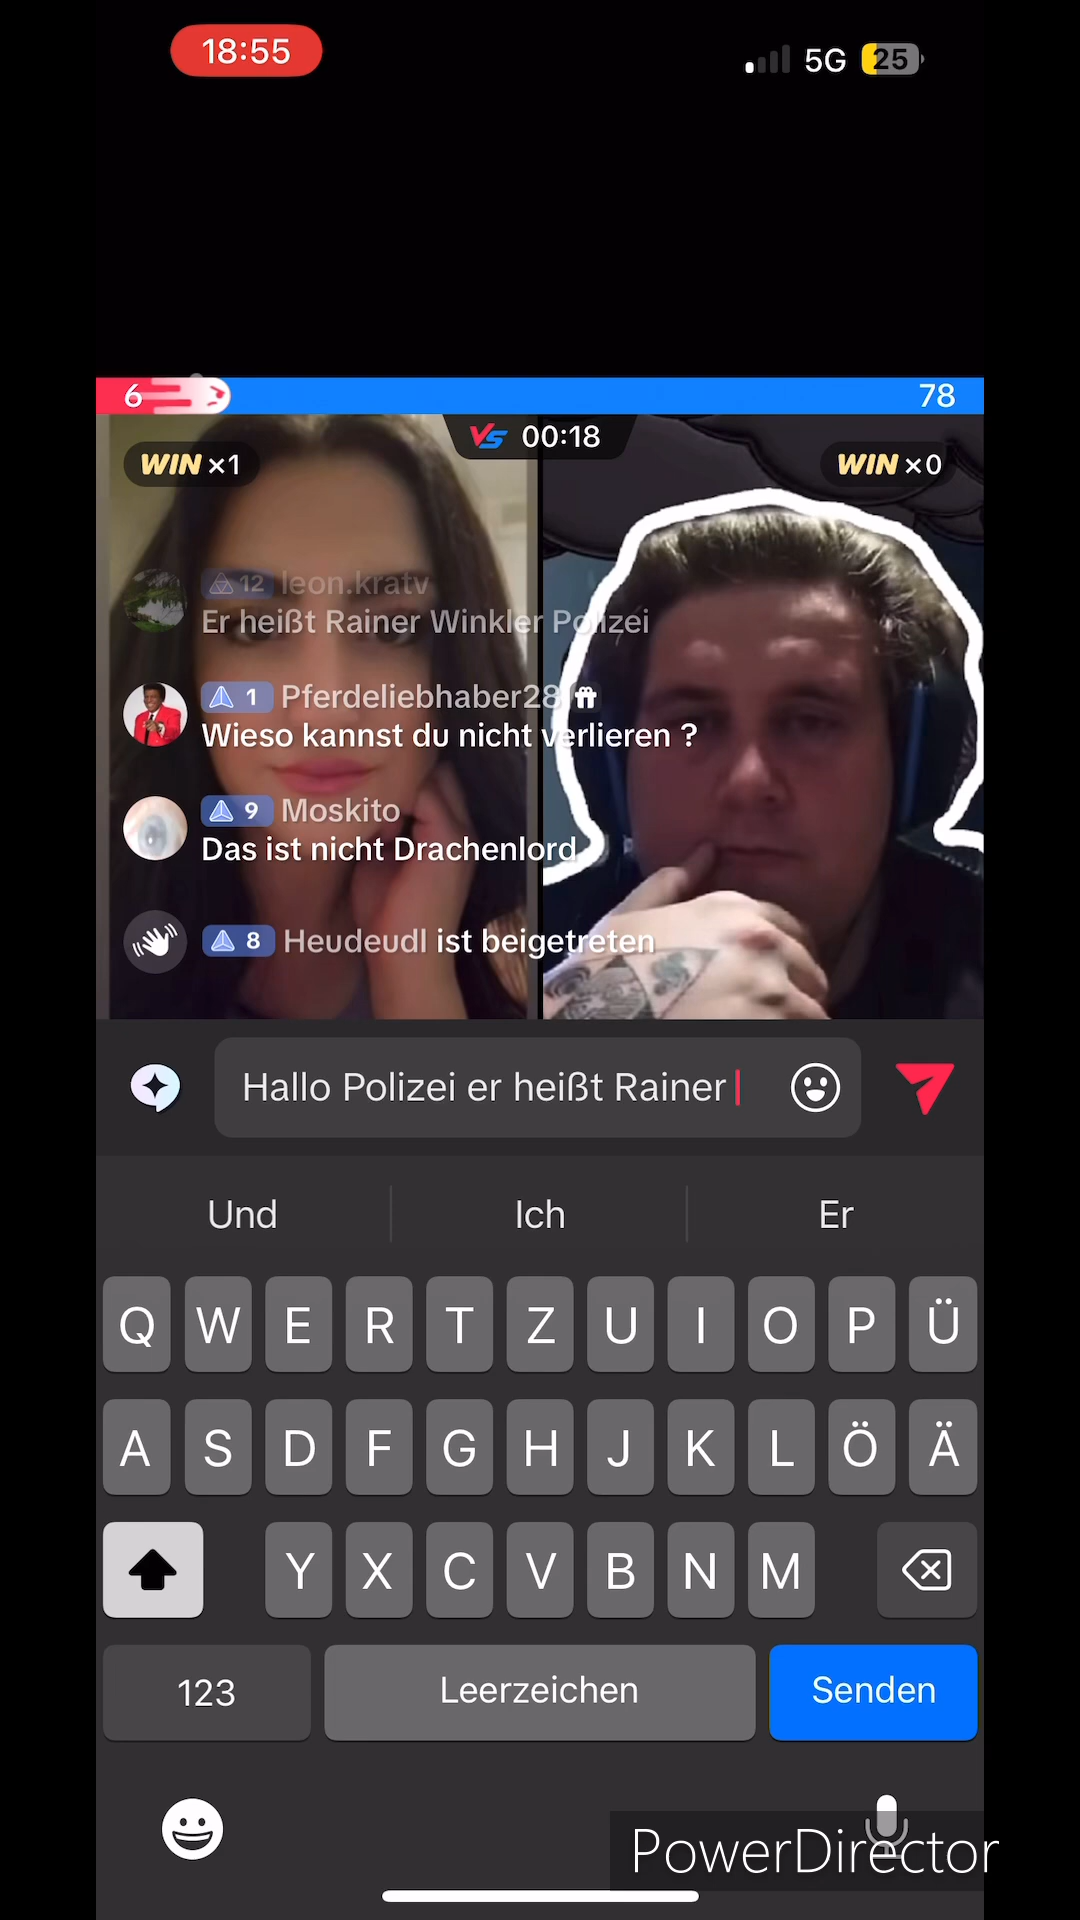 18:55
5G 25
6 78
VS 00:18
WIN ×1
WIN ×0
12 leon.kratv
Er heißt Rainer Winkler Polizei
1 Pferdeliebhaber28
Wieso kannst du nicht verlieren ?
9 Moskito
Das ist nicht Drachenlord
8 Heudeudl ist beigetreten
Hallo Polizei er heißt Rainer
Und Ich Er
Q W E R T Z U I O P Ü
A S D F G H J K L Ö Ä
Y X C V B N M
123 Leerzeichen Senden
PowerDirector